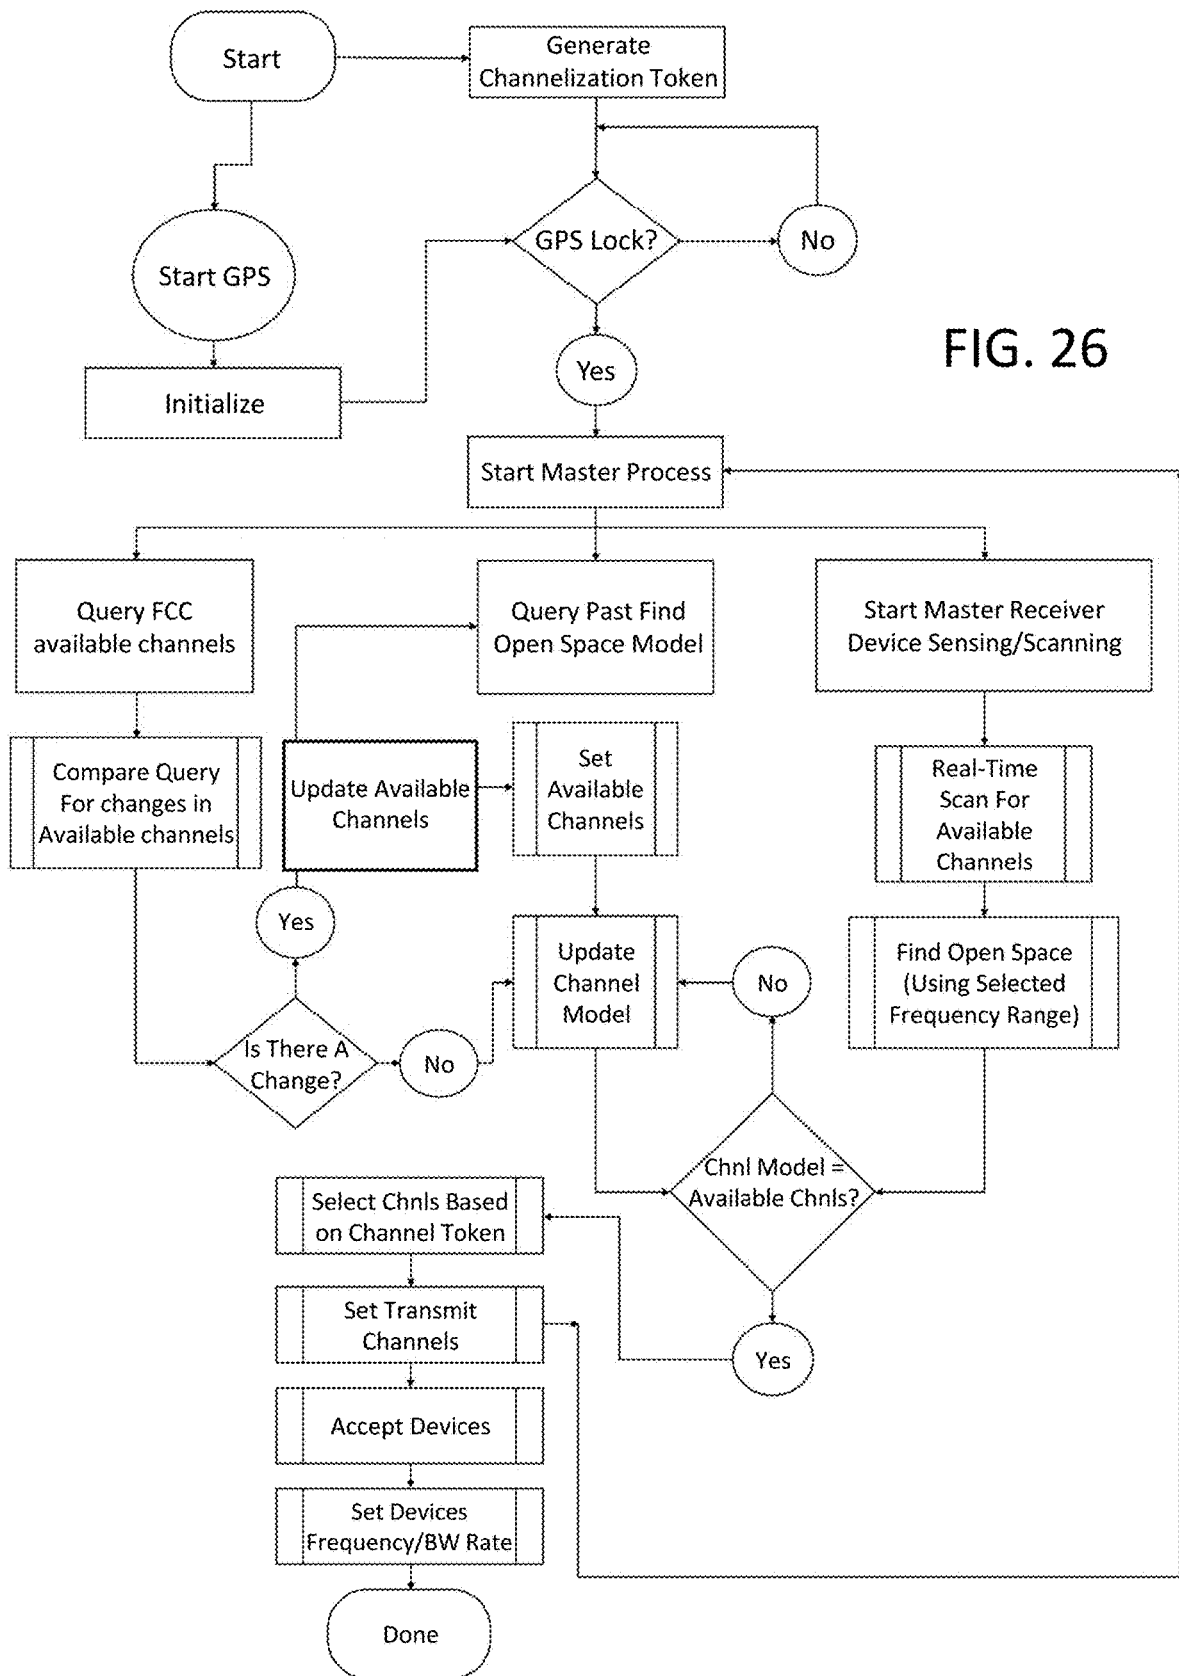 Start
Generate
Channelization Token
GPS Lock?
No
Start GPS
Yes
FIG. 26
Initialize
Start Master Process
Query FCC
available channels
Query Past Find
Open Space Model
Start Master Receiver
Device Sensing/Scanning
Compare Query
For changes in
Available channels
Update Available
Channels
Set
Available
Channels
Real-Time
Scan For
Available
Channels
Yes
Update
Channel
Model
No
Find Open Space
(Using Selected
Frequency Range)
Is There A
Change?
No
Chnl Model =
Available Chnls?
Select Chnls Based
on Channel Token
Set Transmit
Channels
Yes
Accept Devices
Set Devices
Frequency/BW Rate
Done